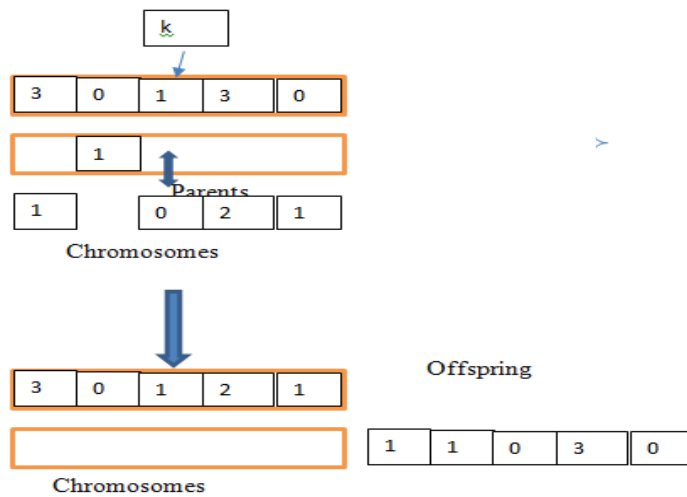 k
3 0 1 3 0
1
Parents
1 0 2 1
Chromosomes
Offspring
3 0 1 2 1
1 1 0 3 0
Chromosomes